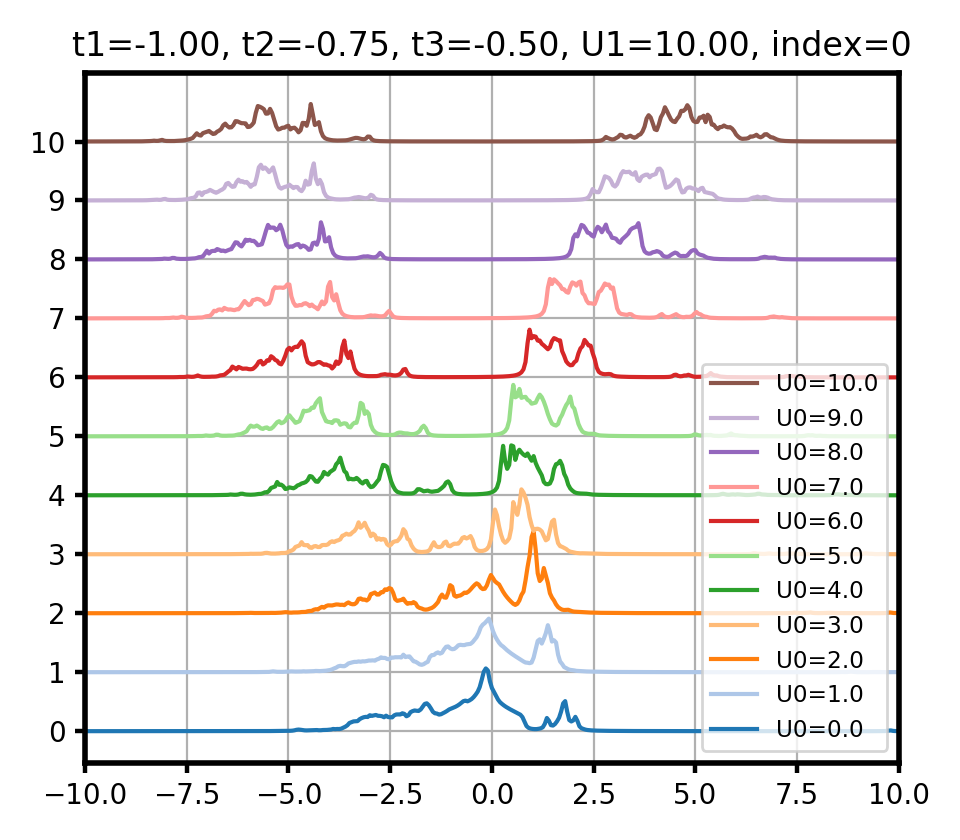 t1=-1.00, t2=-0.75, t3=-0.50, U1=10.00, index=0
10
9
8
7
6
5
4
3
2
1
0
U0=10.0
U0=9.0
U0=8.0
U0=7.0
U0=6.0
U0=5.0
U0=4.0
U0=3.0
U0=2.0
U0=1.0
U0=0.0
−10.0 −7.5 −5.0 −2.5 0.0 2.5 5.0 7.5 10.0